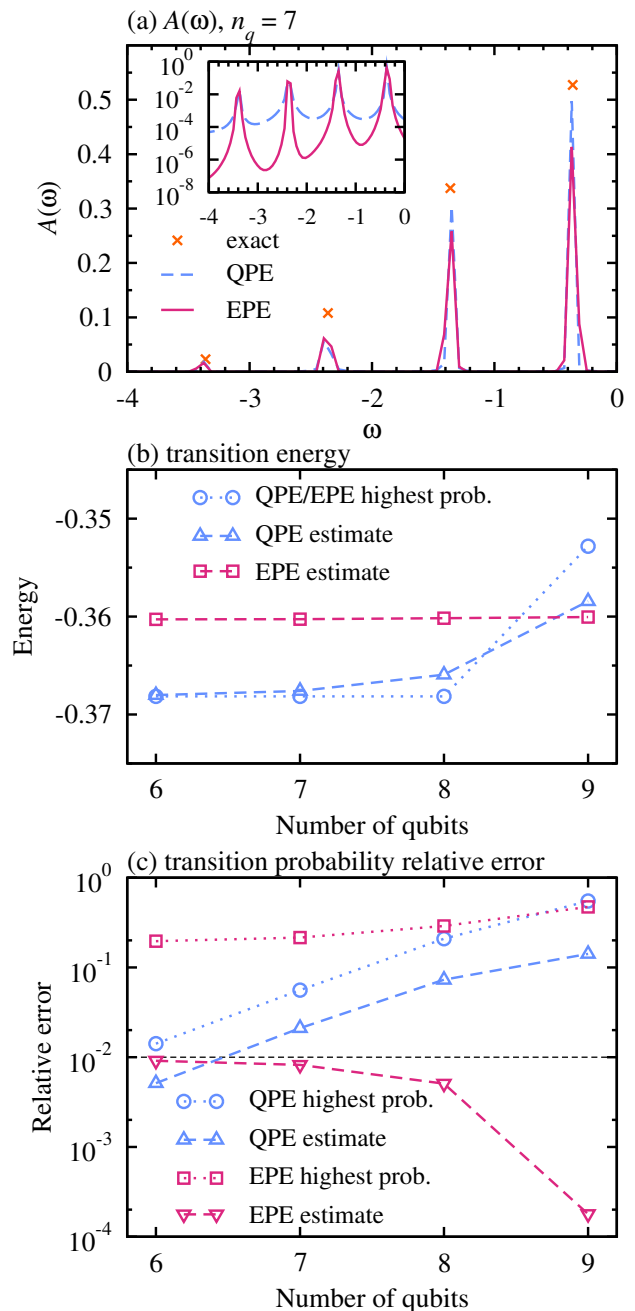 (a) A(ω), n_q = 7
A(ω)
0.5
0.4
0.3
0.2
0.1
0
10^0
10^-2
10^-4
10^-6
10^-8
-4 -3 -2 -1 0
exact
QPE
EPE
-4 -3 -2 -1 0
ω
(b) transition energy
Energy
-0.35
-0.36
-0.37
QPE/EPE highest prob.
QPE estimate
EPE estimate
6 7 8 9
Number of qubits
(c) transition probability relative error
Relative error
10^0
10^-1
10^-2
10^-3
10^-4
QPE highest prob.
QPE estimate
EPE highest prob.
EPE estimate
6 7 8 9
Number of qubits